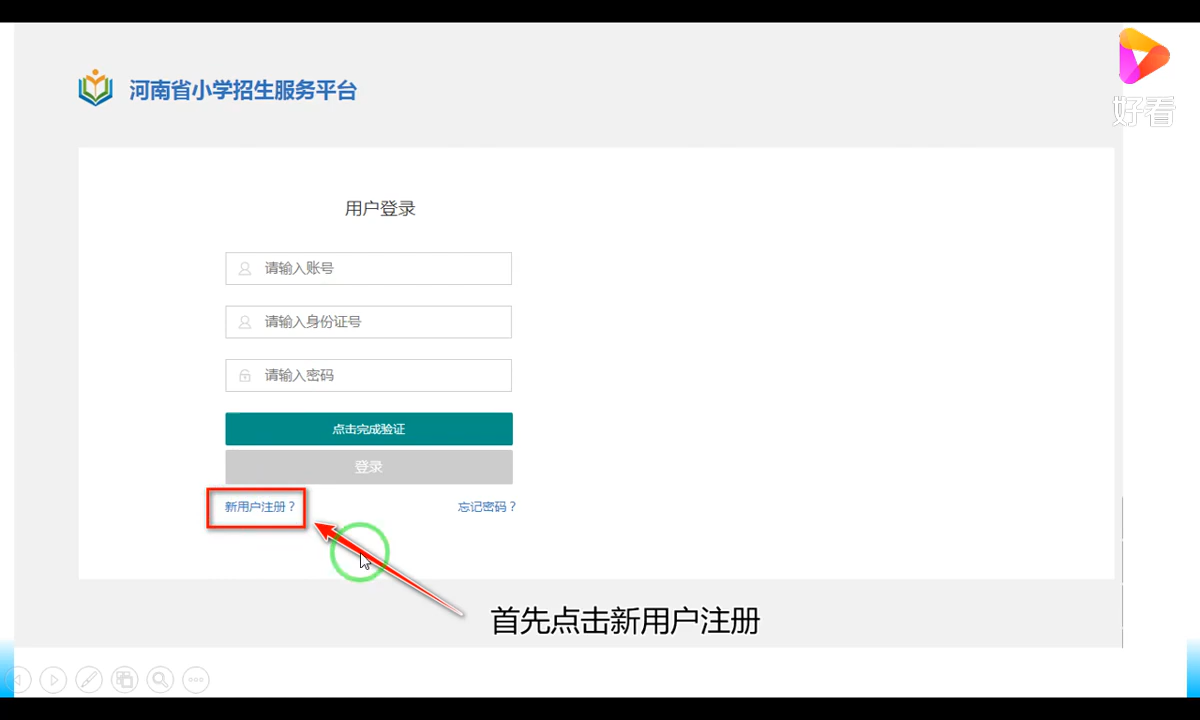 河南省小学招生服务平台
好看
用户登录
请输入账号
请输入身份证号
请输入密码
点击完成验证
登录
新用户注册？
忘记密码？
首先点击新用户注册